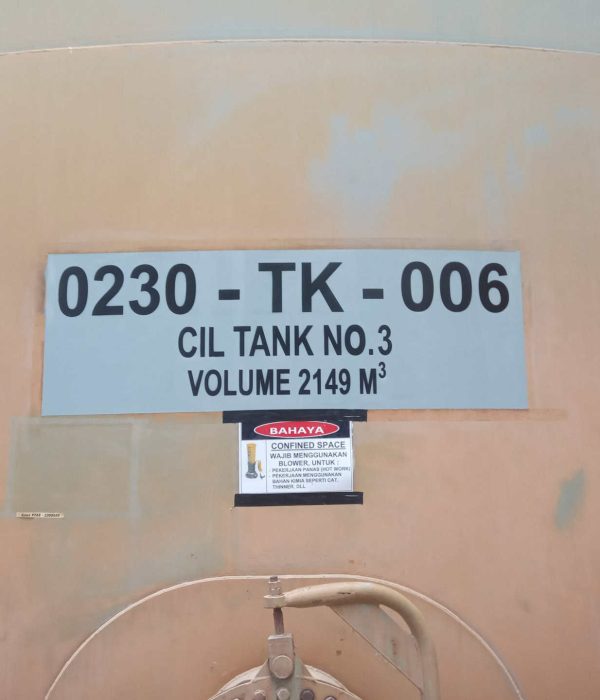 0230 - TK - 006
CIL TANK NO.3
VOLUME 2149 M³
BAHAYA
CONFINED SPACE
WAJIB MENGGUNAKAN
BLOWER, UNTUK :
- PEKERJAAN PANAS (HOT WORK)
- PEKERJAAN MENGGUNAKAN
BAHAN KIMIA SEPERTI CAT,
THINNER, DLL